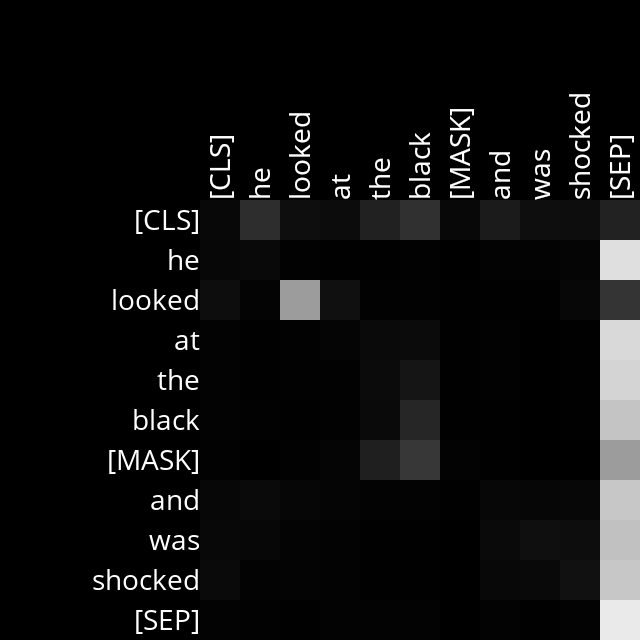 [CLS] he looked at the black [MASK] and was shocked [SEP]
[CLS]
he
looked
at
the
black
[MASK]
and
was
shocked
[SEP]